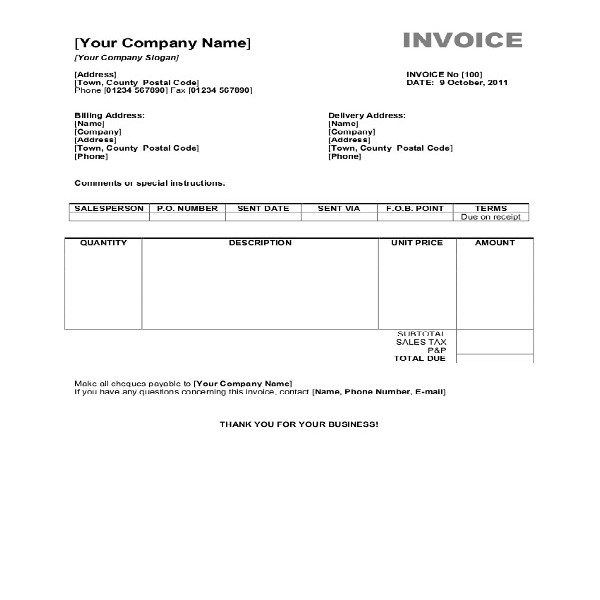 [Your Company Name]
INVOICE
[Your Company Slogan]
[Address]
[Town, County  Postal Code]
Phone [01234 567890] Fax [01234 567890]
INVOICE No [100]
DATE:  9 October, 2011
Billing Address:
[Name]
[Company]
[Address]
[Town, County  Postal Code]
[Phone]
Delivery Address:
[Name]
[Company]
[Address]
[Town, County  Postal Code]
[Phone]
Comments or special instructions.
SALESPERSON P.O. NUMBER SENT DATE SENT VIA F.O.B. POINT TERMS
Due on receipt
QUANTITY DESCRIPTION UNIT PRICE AMOUNT
SUBTOTAL
SALES TAX
P&P
TOTAL DUE
Make all cheques payable to [Your Company Name]
If you have any questions concerning this invoice, contact [Name, Phone Number, E-mail]
THANK YOU FOR YOUR BUSINESS!